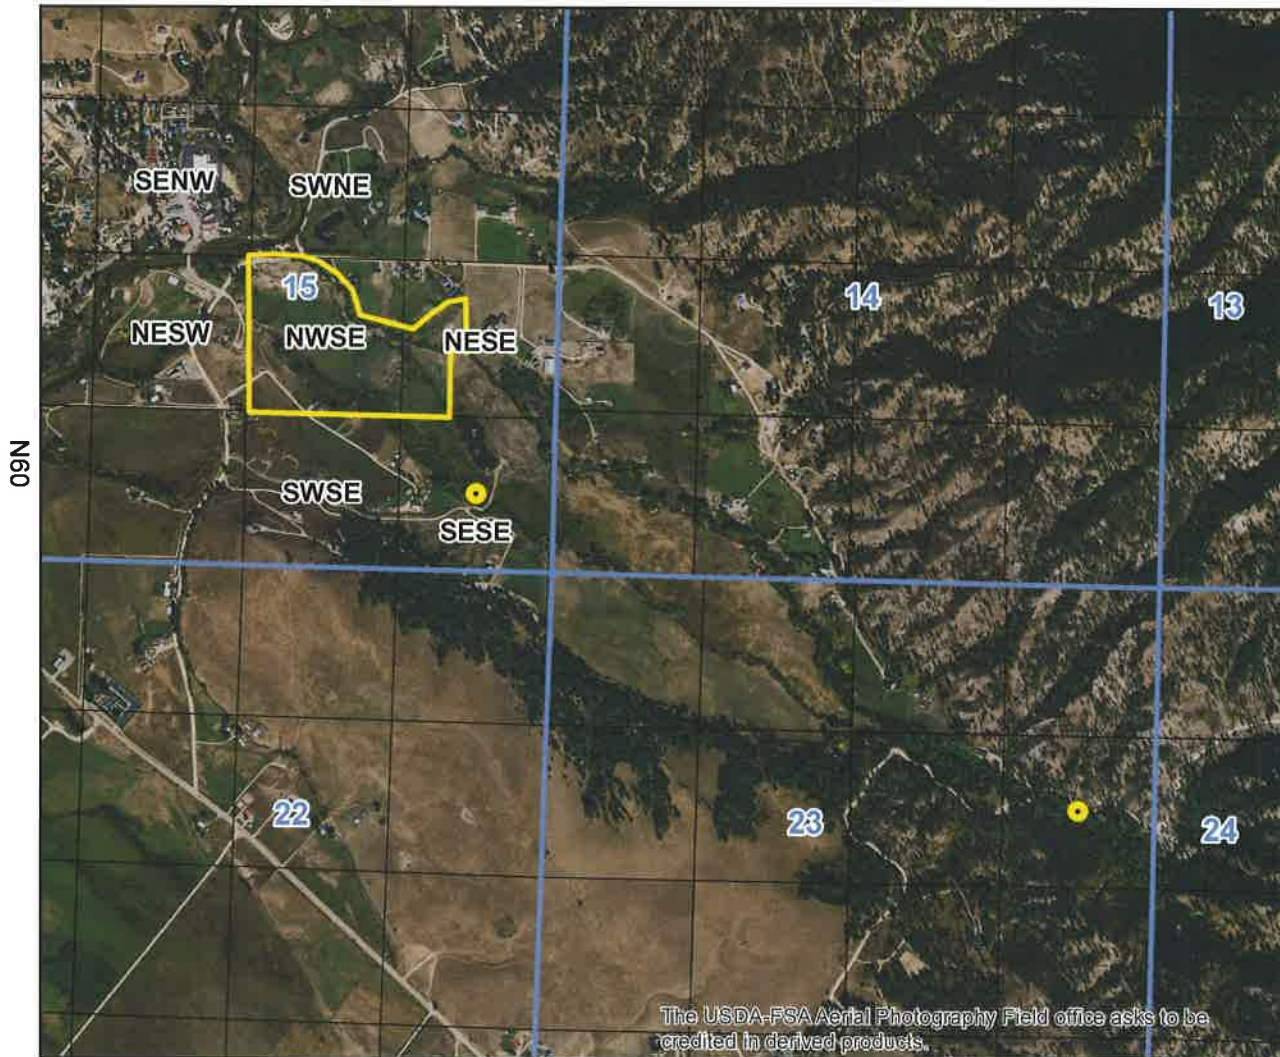 SENW
SWNE
15
14
13
NESW
NWSE
NESE
N60
SWSE
SESE
22
23
24
The USDA-FSA Aerial Photography Field office asks to be
credited in derived products.